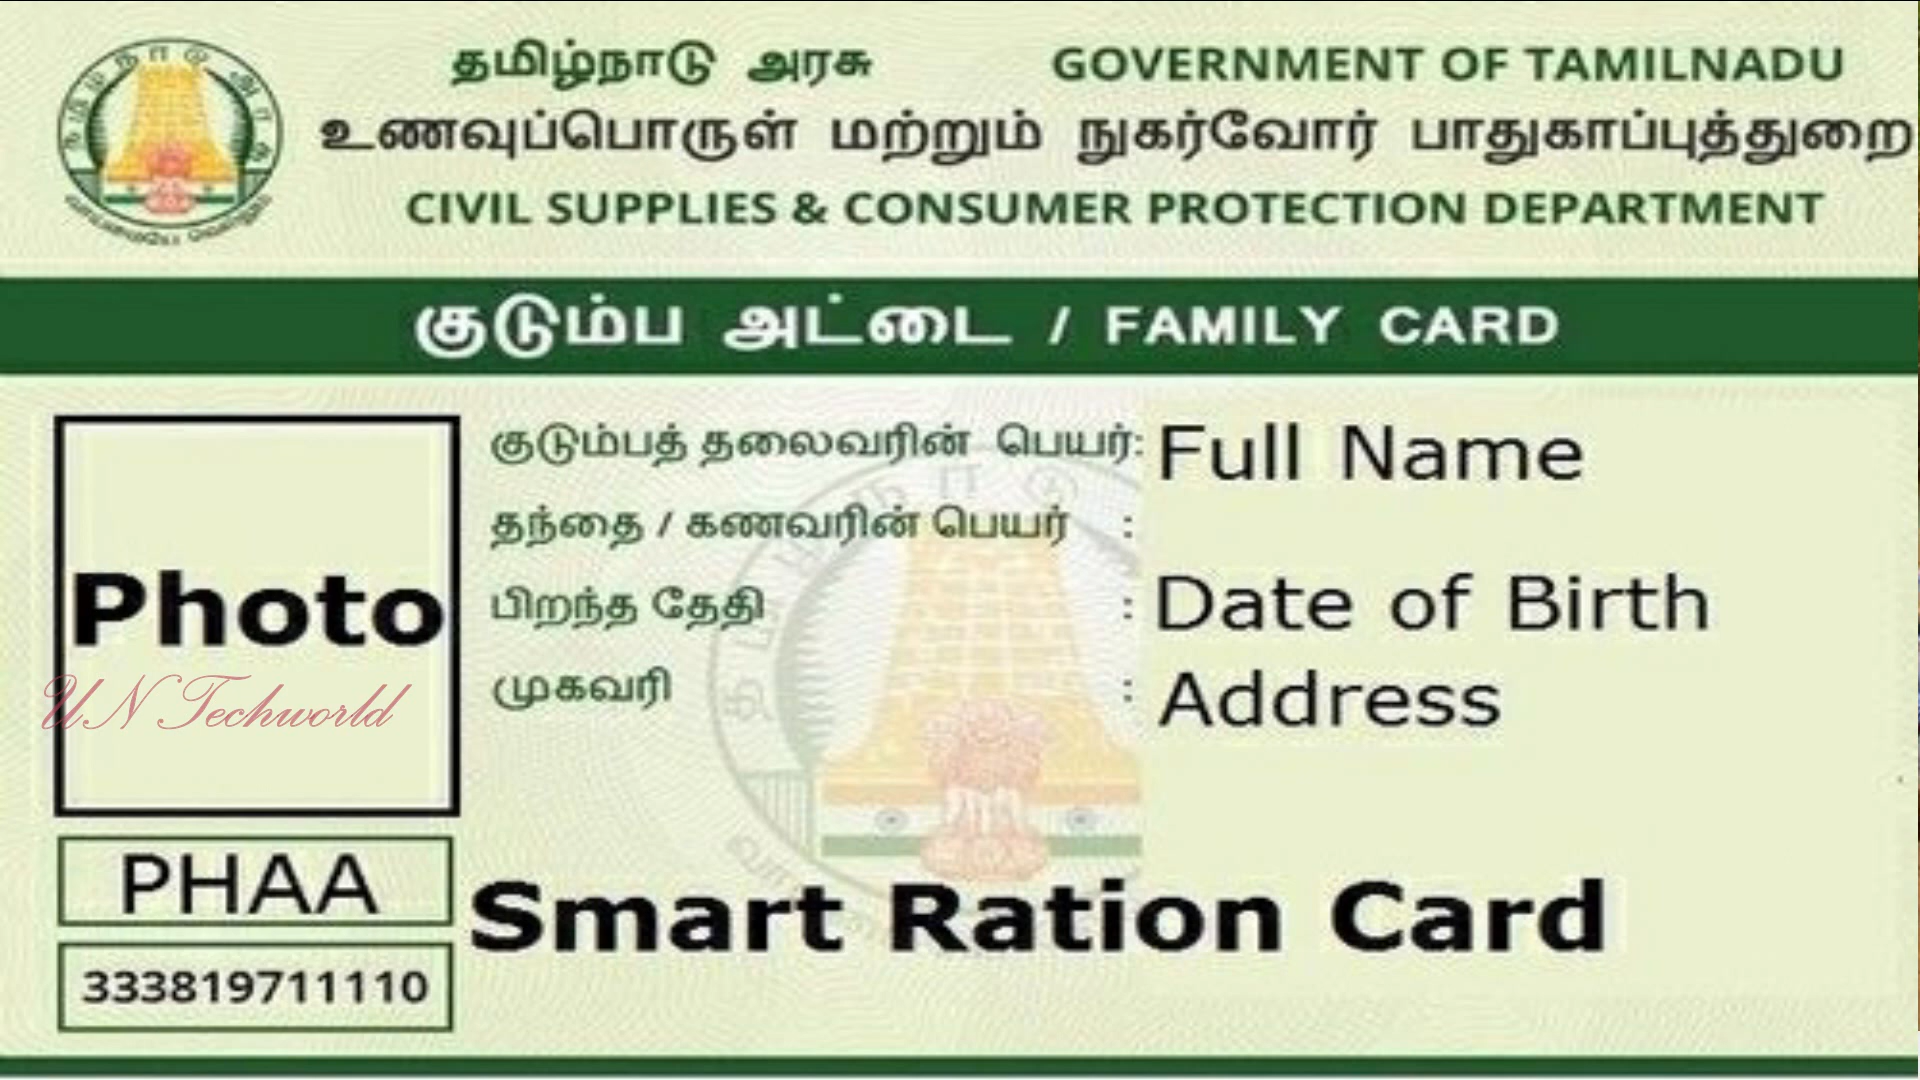 தமிழ்நாடு அரசு GOVERNMENT OF TAMILNADU
உணவுப்பொருள் மற்றும் நுகர்வோர் பாதுகாப்புத்துறை
CIVIL SUPPLIES & CONSUMER PROTECTION DEPARTMENT
குடும்ப அட்டை / FAMILY CARD
குடும்பத் தலைவரின் பெயர்: Full Name
தந்தை / கணவரின் பெயர் :
பிறந்த தேதி : Date of Birth
முகவரி : Address
Photo
UN Techworld
PHAA
Smart Ration Card
333819711110